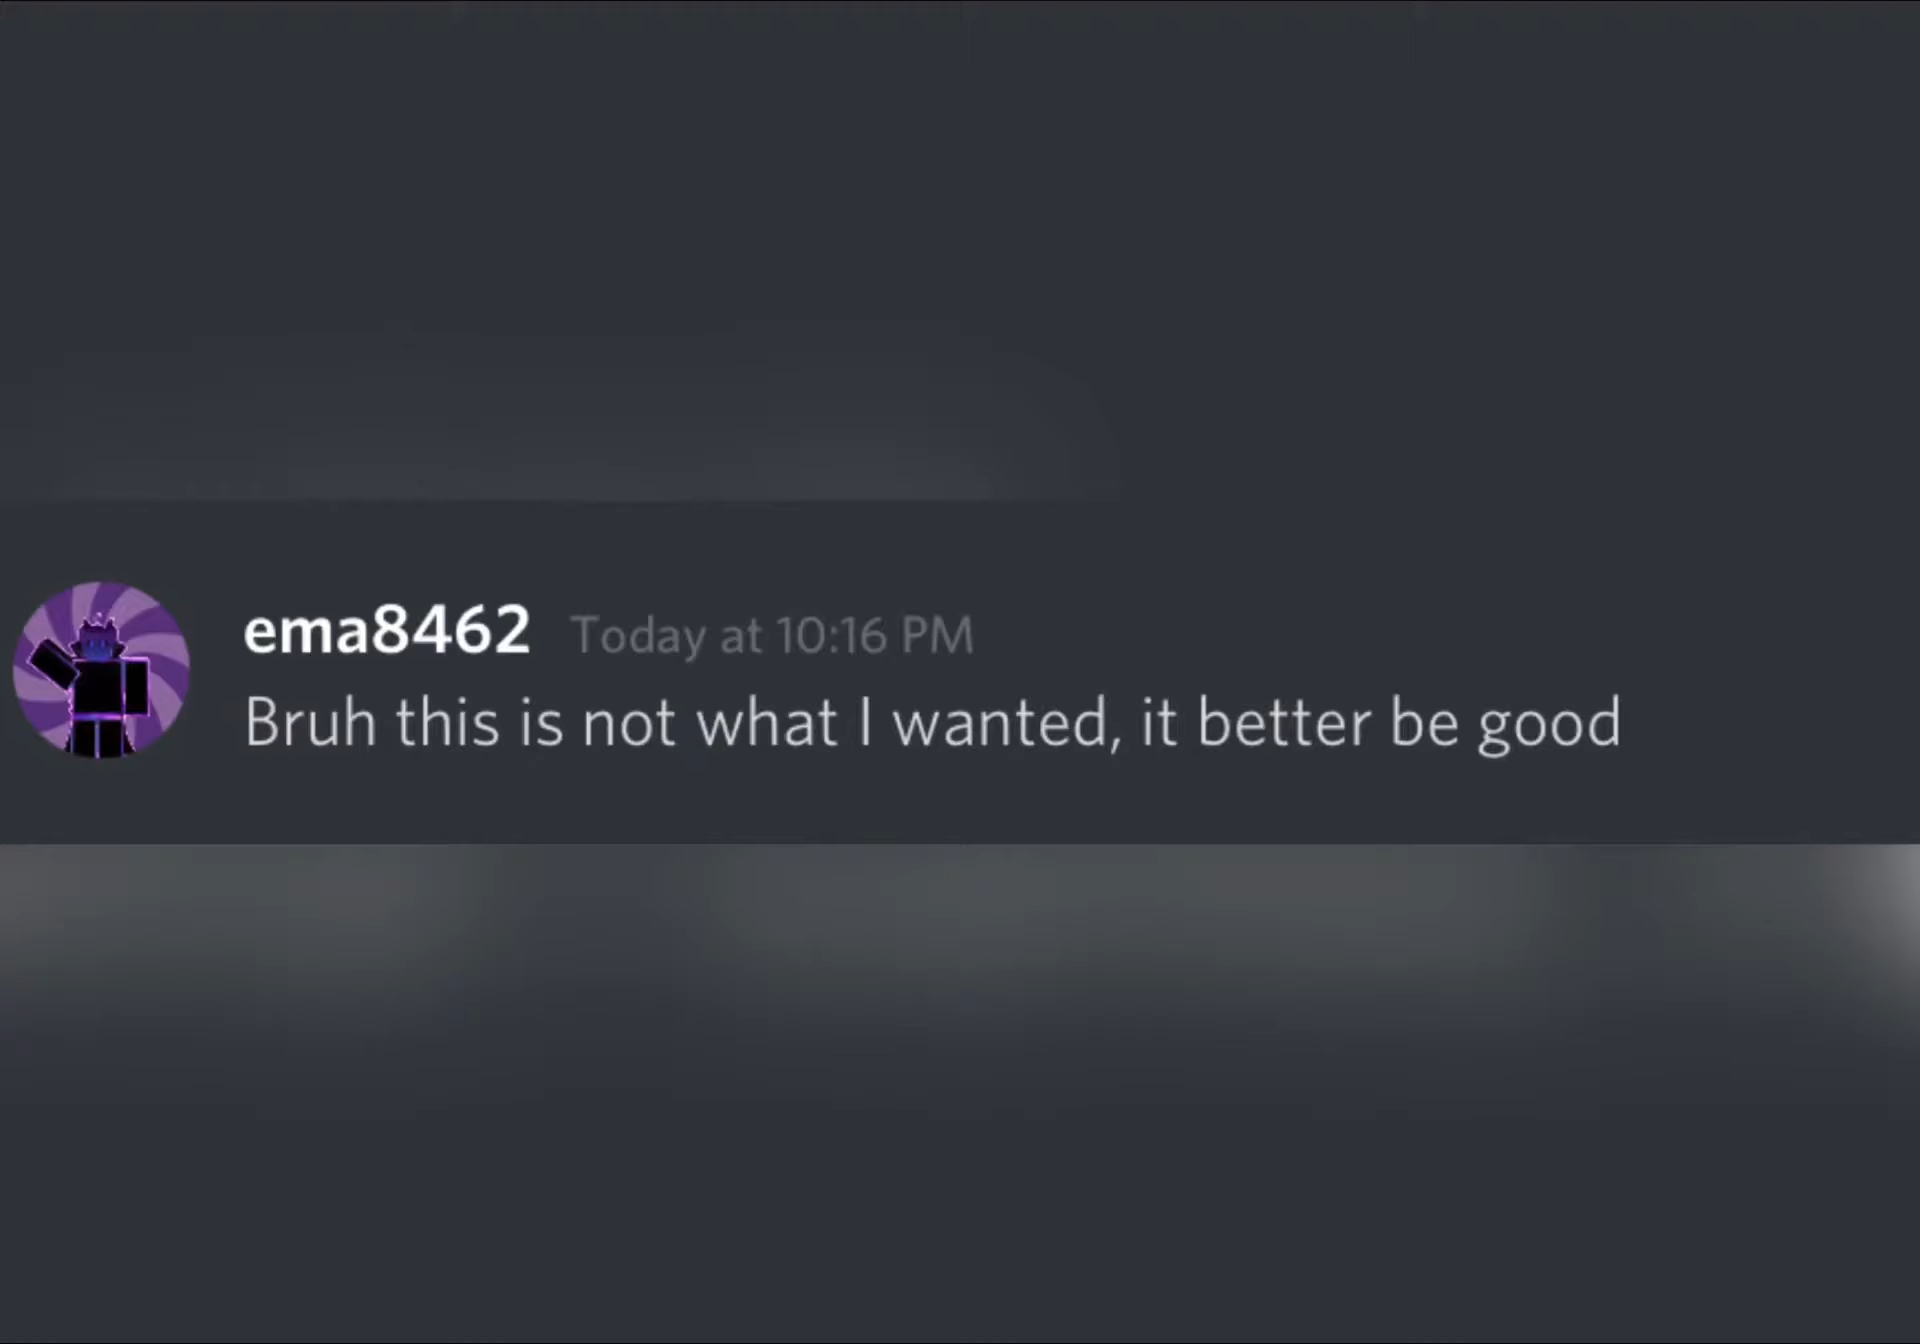 ema8462 Today at 10:16 PM
Bruh this is not what I wanted, it better be good